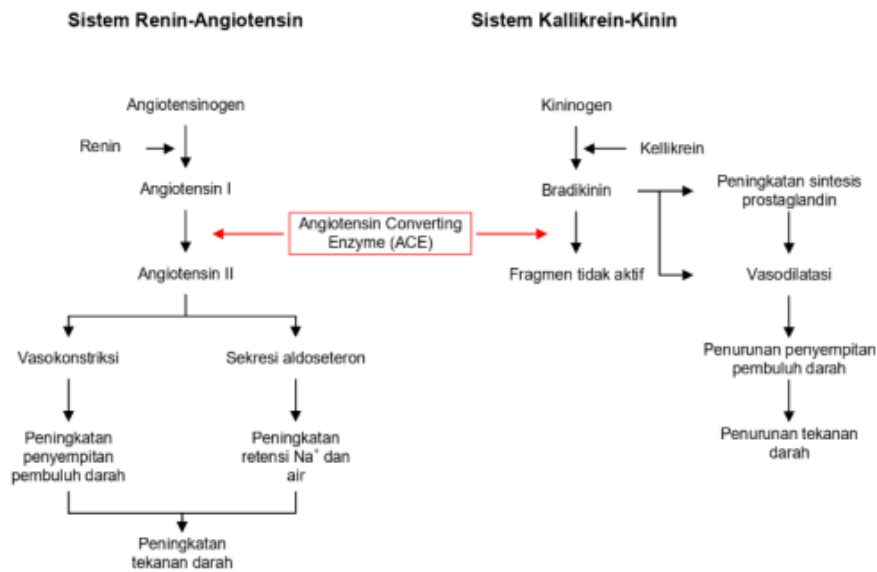 Sistem Renin-Angiotensin
Sistem Kallikrein-Kinin
Angiotensinogen
Renin
Angiotensin I
Angiotensin II
Vasokonstriksi
Sekresi aldoseteron
Peningkatan
penyempitan
pembuluh darah
Peningkatan
retensi Na⁺ dan
air
Peningkatan
tekanan darah
Angiotensin Converting
Enzyme (ACE)
Kininogen
Kellikrein
Bradikinin
Fragmen tidak aktif
Peningkatan sintesis
prostaglandin
Vasodilatasi
Penurunan penyempitan
pembuluh darah
Penurunan tekanan
darah